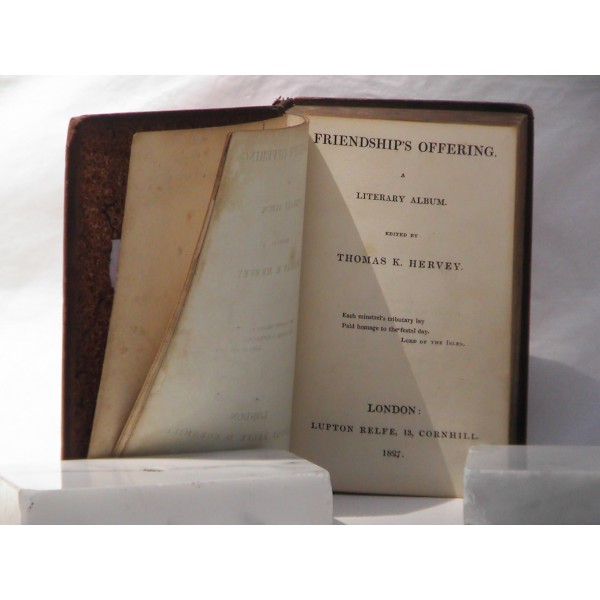 FRIENDSHIP'S OFFERING.
A
LITERARY ALBUM.
EDITED BY
THOMAS K. HERVEY.
Each minstrel's tributary lay
Paid homage to the festal day.
LORD OF THE ISLES.
LONDON:
LUPTON RELFE, 13, CORNHILL.
1827.